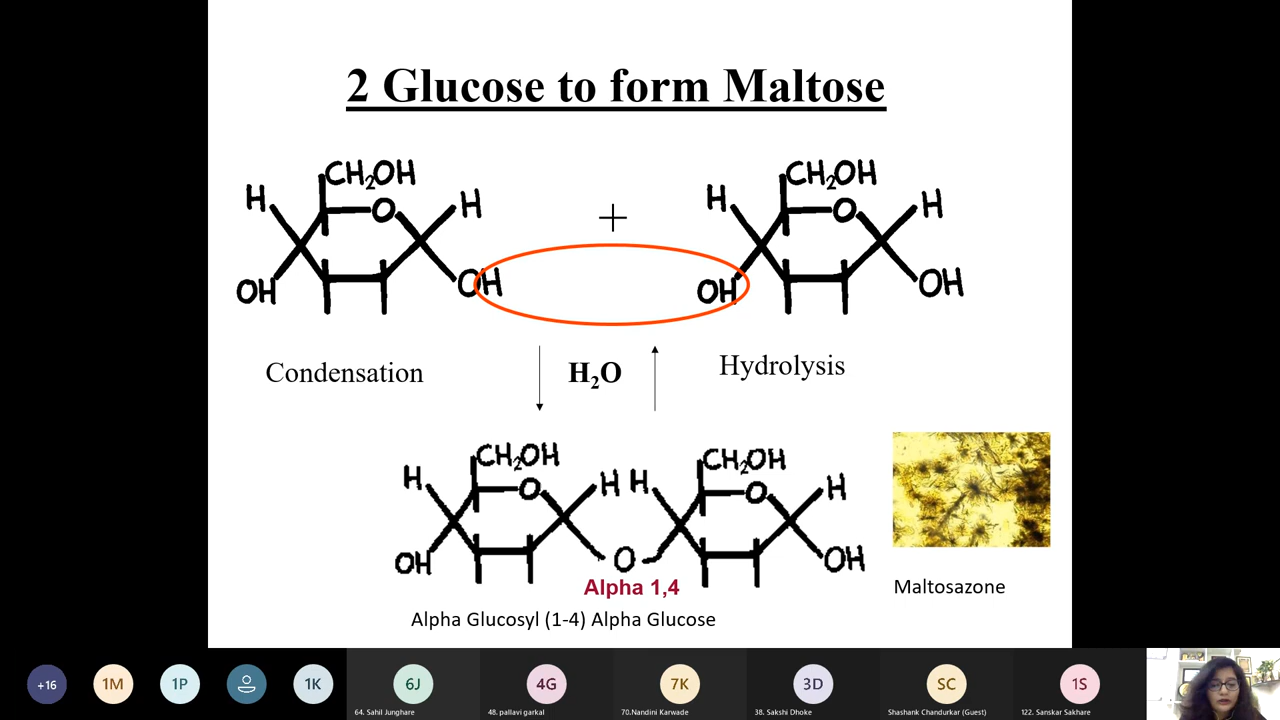 2 Glucose to form Maltose
CH2OH CH2OH
H O H + H O H
OH OH OH OH
Condensation H2O Hydrolysis
CH2OH CH2OH
H O H H O H
OH O OH
Alpha 1,4
Alpha Glucosyl (1-4) Alpha Glucose
Maltosazone
+16 1M 1P 1K 6J 4G 7K 3D SC 1S
64. Sahil Junghare 48. pallavi garkal 70.Nandini Karwade 38. Sakshi Dhoke Shashank Chandurkar (Guest) 122. Sanskar Sakhare